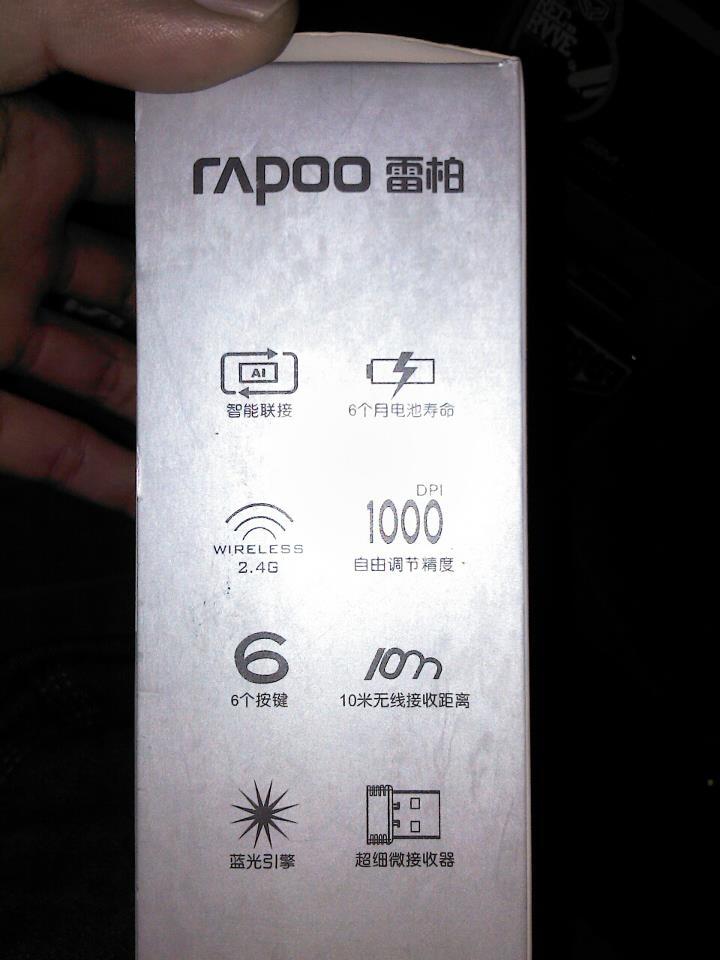 rapoo 雷柏
AI
智能联接
6个月电池寿命
WIRELESS
2.4G
DPI
1000
自由调节精度
6
6个按键
10m
10米无线接收距离
蓝光引擎
超细微接收器